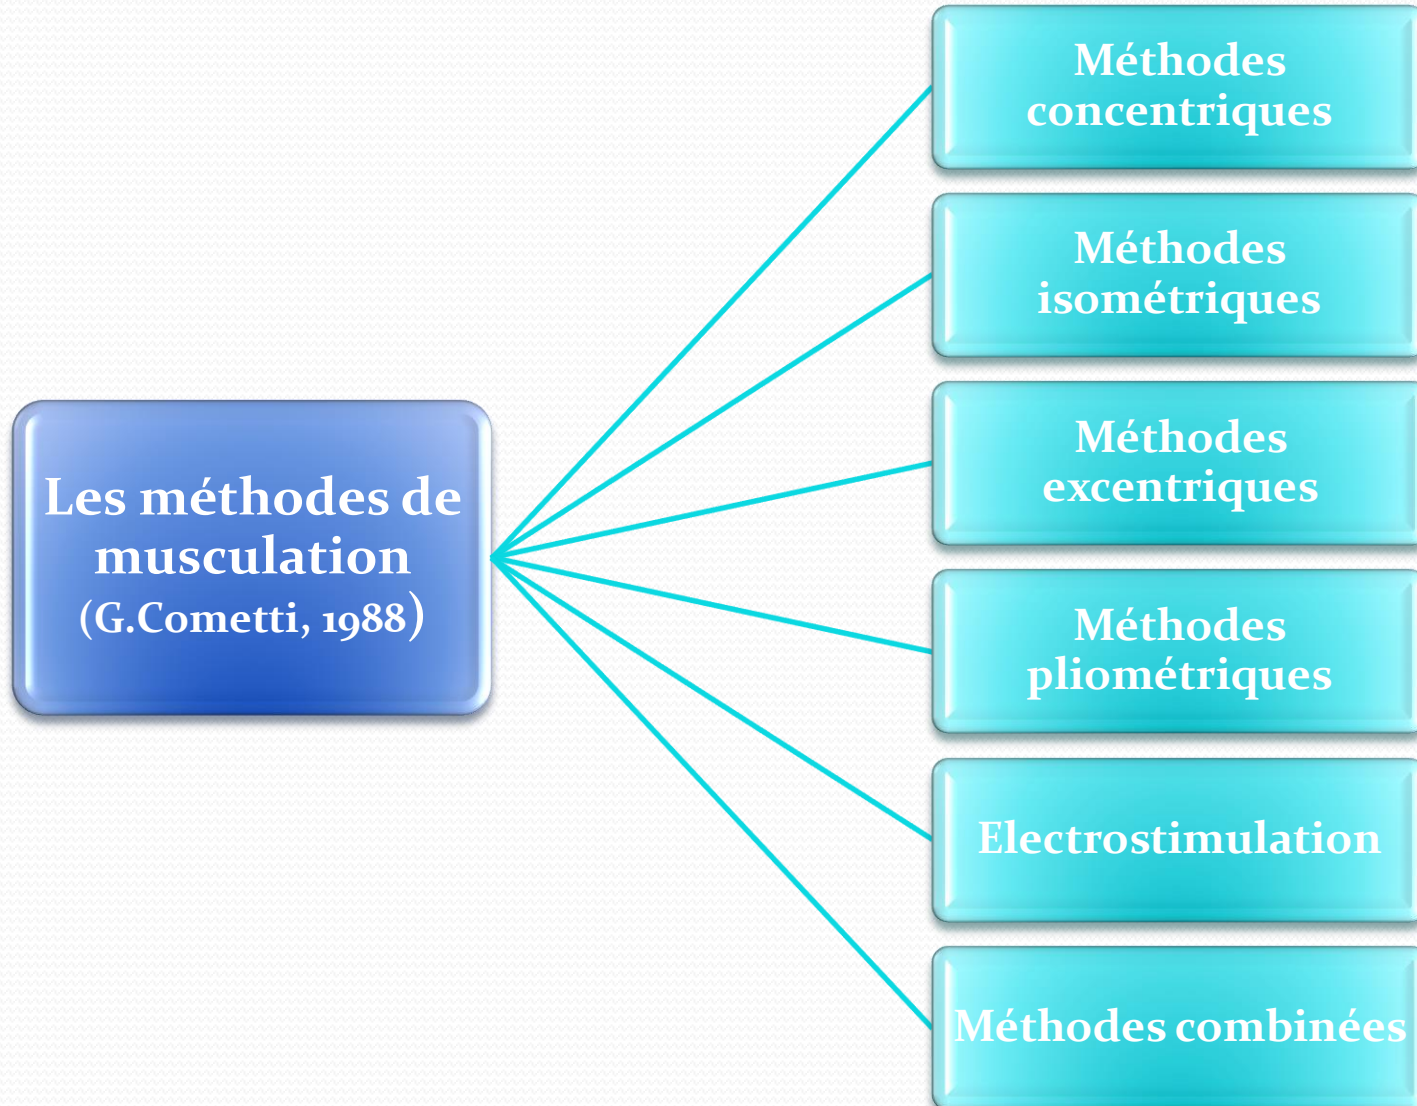 Méthodes
concentriques
Méthodes
isométriques
Méthodes
excentriques
Les méthodes de
musculation
(G.Cometti, 1988)
Méthodes
pliométriques
Electrostimulation
Méthodes combinées